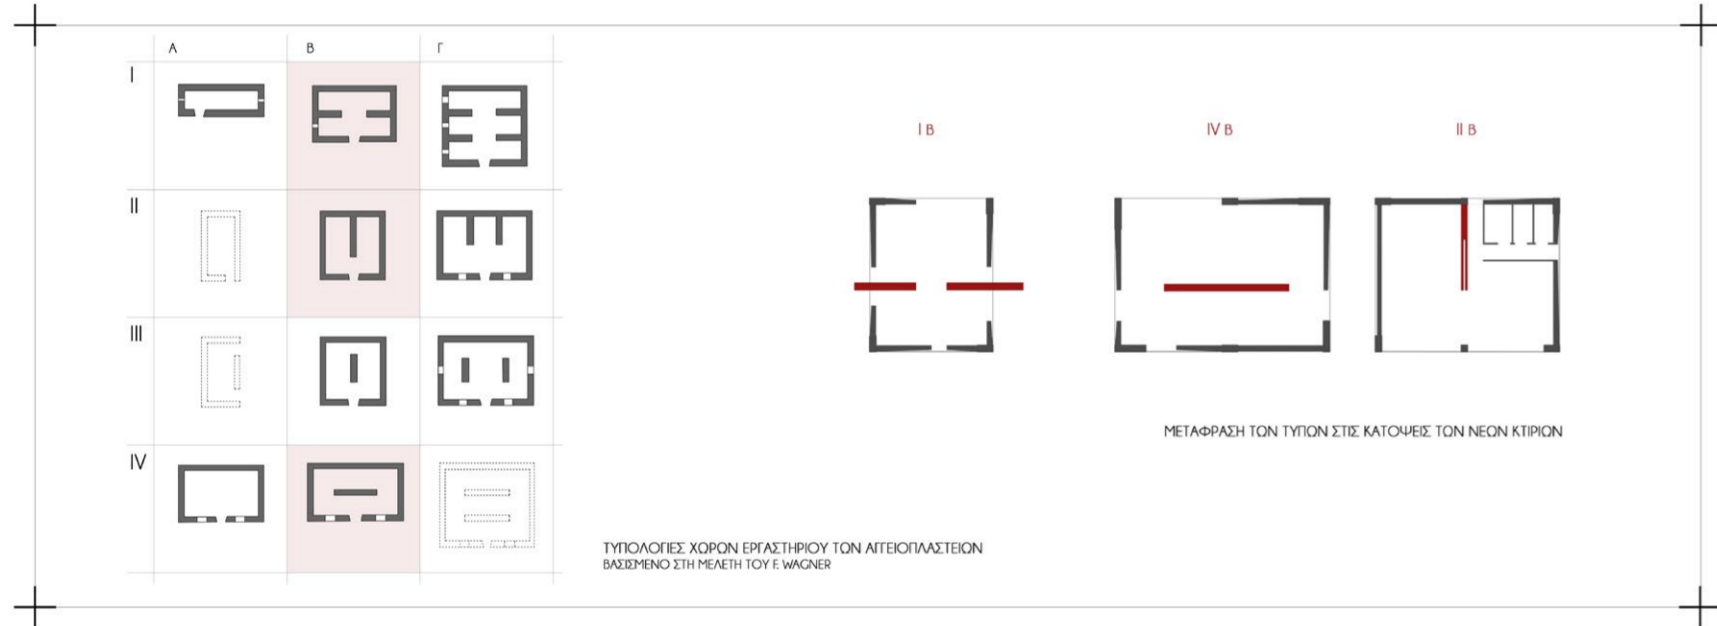 Α Β Γ
Ι
ΙΙ
ΙΙΙ
ΙV
Ι Β ΙV Β ΙΙ Β
ΜΕΤΑΦΡΑΣΗ ΤΩΝ ΤΥΠΩΝ ΣΤΙΣ ΚΑΤΟΨΕΙΣ ΤΩΝ ΝΕΩΝ ΚΤΙΡΙΩΝ
ΤΥΠΟΛΟΓΙΕΣ ΧΩΡΩΝ ΕΡΓΑΣΤΗΡΙΟΥ ΤΩΝ ΑΓΓΕΙΟΠΛΑΣΤΕΙΩΝ
ΒΑΣΙΣΜΕΝΟ ΣΤΗ ΜΕΛΕΤΗ ΤΟΥ F. WAGNER